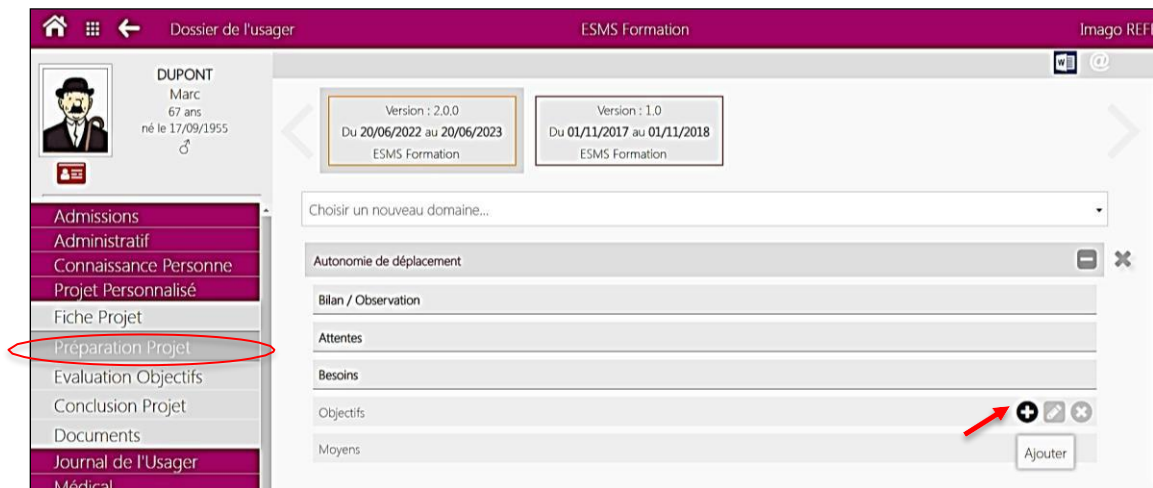 Dossier de l'usager
ESMS Formation
Imago REF
DUPONT
Marc
67 ans
né le 17/09/1955
Admissions
Administratif
Connaissance Personne
Projet Personnalisé
Fiche Projet
Préparation Projet
Evaluation Objectifs
Conclusion Projet
Documents
Journal de l'Usager
Médical
Version : 2.0.0
Du 20/06/2022 au 20/06/2023
ESMS Formation
Version : 1.0
Du 01/11/2017 au 01/11/2018
ESMS Formation
Choisir un nouveau domaine...
Autonomie de déplacement
Bilan / Observation
Attentes
Besoins
Objectifs
Moyens
Ajouter